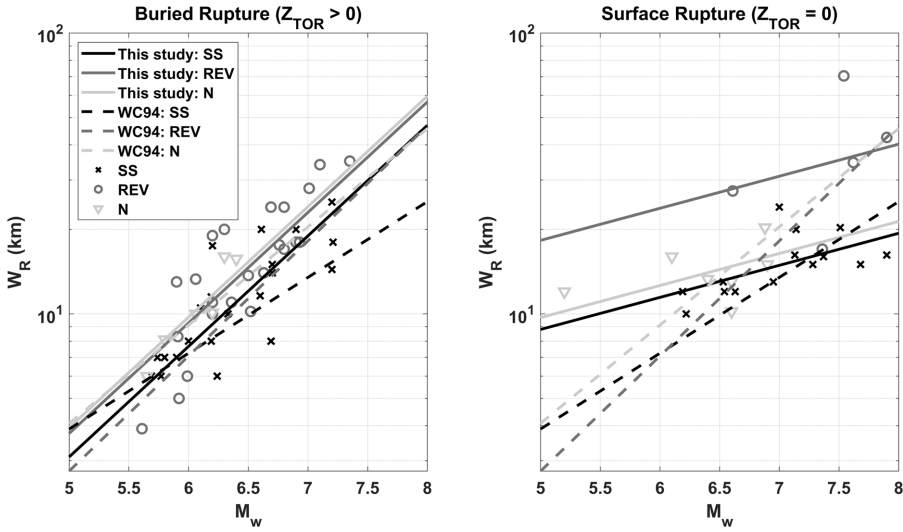 Buried Rupture (Z_TOR > 0)
10^2
10^1
W_R (km)
This study: SS
This study: REV
This study: N
WC94: SS
WC94: REV
WC94: N
SS
REV
N
5 5.5 6 6.5 7 7.5 8
M_w
Surface Rupture (Z_TOR = 0)
10^2
10^1
W_R (km)
5 5.5 6 6.5 7 7.5 8
M_w